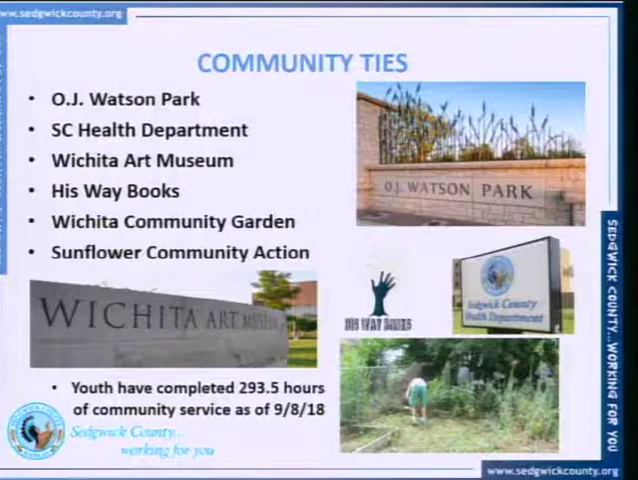 www.sedgwickcounty.org
COMMUNITY TIES
• O.J. Watson Park
• SC Health Department
• Wichita Art Museum
• His Way Books
• Wichita Community Garden
• Sunflower Community Action
O.J. WATSON PARK
WICHITA ART MUSEUM
HIS WAY BOOKS
Sedgwick County
Health Department
• Youth have completed 293.5 hours
of community service as of 9/8/18
Sedgwick County...
working for you
SEDGWICK COUNTY...WORKING FOR YOU
www.sedgwickcounty.org